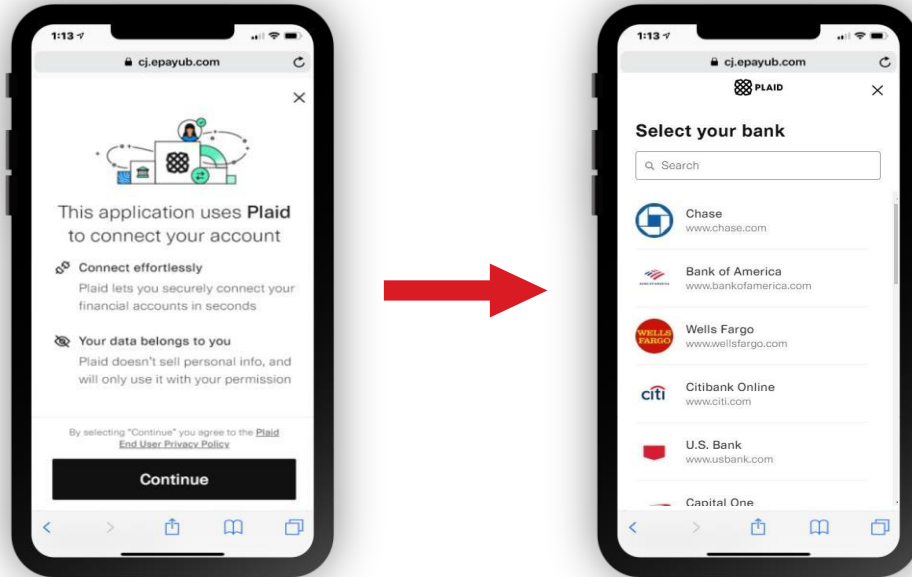 1:13
cj.epayub.com
This application uses Plaid
to connect your account
Connect effortlessly
Plaid lets you securely connect your
financial accounts in seconds
Your data belongs to you
Plaid doesn't sell personal info, and
will only use it with your permission
By selecting "Continue" you agree to the Plaid
End User Privacy Policy
Continue
1:13
cj.epayub.com
PLAID
Select your bank
Search
Chase
www.chase.com
BANK OF AMERICA
Bank of America
www.bankofamerica.com
WELLS
FARGO
Wells Fargo
www.wellsfargo.com
citi
Citibank Online
www.citi.com
U.S. Bank
www.usbank.com
Capital One